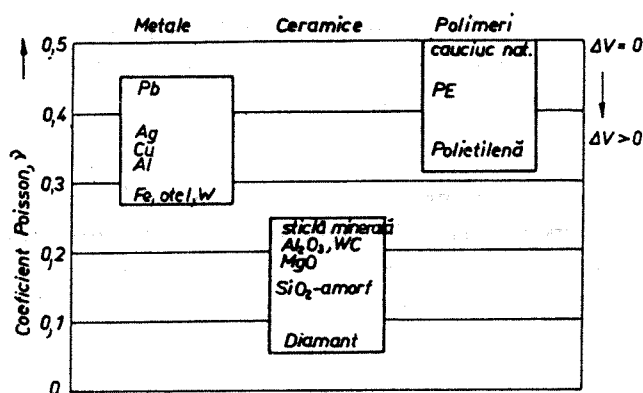 Metale
Ceramice
Polimeri
Coeficient Poisson, ν
0,5
0,4
0,3
0,2
0,1
0
Pb
Ag
Cu
Al
Fe, otel, W
sticlă minerală
Al₂O₃, WC
MgO
SiO₂-amorf
Diamant
cauciuc nat.
PE
Polietilenă
ΔV = 0
ΔV > 0